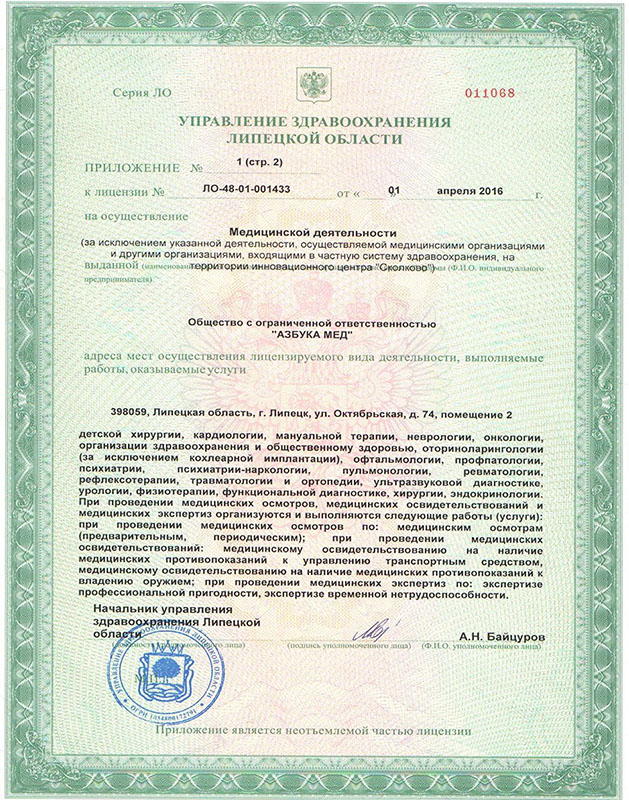 Серия ЛО 011068
УПРАВЛЕНИЕ ЗДРАВООХРАНЕНИЯ
ЛИПЕЦКОЙ ОБЛАСТИ
ПРИЛОЖЕНИЕ № 1 (стр. 2)
к лицензии № ЛО-48-01-001433 от « 01 » апреля 2016 г.
на осуществление
Медицинской деятельности
(за исключением указанной деятельности, осуществляемой медицинскими организациями
и другими организациями, входящими в частную систему здравоохранения, на
территории инновационного центра "Сколково")
выданной (наименование (Ф.И.О. индивидуального
предпринимателя)
Общество с ограниченной ответственностью
"АЗБУКА МЕД"
адреса мест осуществления лицензируемого вида деятельности, выполняемые
работы, оказываемые услуги
398059, Липецкая область, г. Липецк, ул. Октябрьская, д. 74, помещение 2
детской хирургии, кардиологии, мануальной терапии, неврологии, онкологии,
организации здравоохранения и общественному здоровью, оториноларингологии
(за исключением кохлеарной имплантации), офтальмологии, профпатологии,
психиатрии, психиатрии-наркологии, пульмонологии, ревматологии,
рефлексотерапии, травматологии и ортопедии, ультразвуковой диагностике,
урологии, физиотерапии, функциональной диагностике, хирургии, эндокринологии.
При проведении медицинских осмотров, медицинских освидетельствований и
медицинских экспертиз организуются и выполняются следующие работы (услуги):
при проведении медицинских осмотров по: медицинским осмотрам
(предварительным, периодическим); при проведении медицинских
освидетельствований: медицинскому освидетельствованию на наличие
медицинских противопоказаний к управлению транспортным средством,
медицинскому освидетельствованию на наличие медицинских противопоказаний к
владению оружием; при проведении медицинских экспертиз по: экспертизе
профессиональной пригодности, экспертизе временной нетрудоспособности.
Начальник управления
здравоохранения Липецкой
области А.Н. Байцуров
уполномоченного лица) (подпись уполномоченного лица) (Ф.И.О. уполномоченного лица)
УПРАВЛЕНИЕ ЗДРАВООХРАНЕНИЯ ЛИПЕЦКОЙ ОБЛАСТИ
Приложение является неотъемлемой частью лицензии